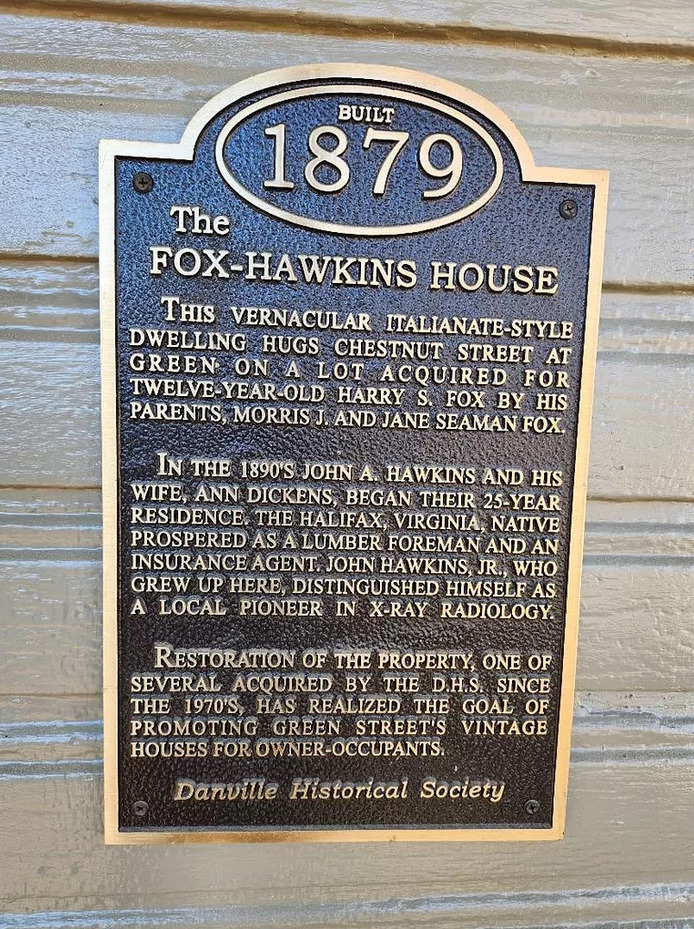 BUILT
1879
The
FOX-HAWKINS HOUSE
THIS VERNACULAR ITALIANATE-STYLE
DWELLING HUGS CHESTNUT STREET AT
GREEN ON A LOT ACQUIRED FOR
TWELVE-YEAR-OLD HARRY S. FOX BY HIS
PARENTS, MORRIS J. AND JANE SEAMAN FOX.
IN THE 1890'S JOHN A. HAWKINS AND HIS
WIFE, ANN DICKENS, BEGAN THEIR 25-YEAR
RESIDENCE. THE HALIFAX, VIRGINIA, NATIVE
PROSPERED AS A LUMBER FOREMAN AND AN
INSURANCE AGENT. JOHN HAWKINS, JR., WHO
GREW UP HERE, DISTINGUISHED HIMSELF AS
A LOCAL PIONEER IN X-RAY RADIOLOGY.
RESTORATION OF THE PROPERTY, ONE OF
SEVERAL ACQUIRED BY THE D.H.S. SINCE
THE 1970'S, HAS REALIZED THE GOAL OF
PROMOTING GREEN STREET'S VINTAGE
HOUSES FOR OWNER-OCCUPANTS.
Danville Historical Society